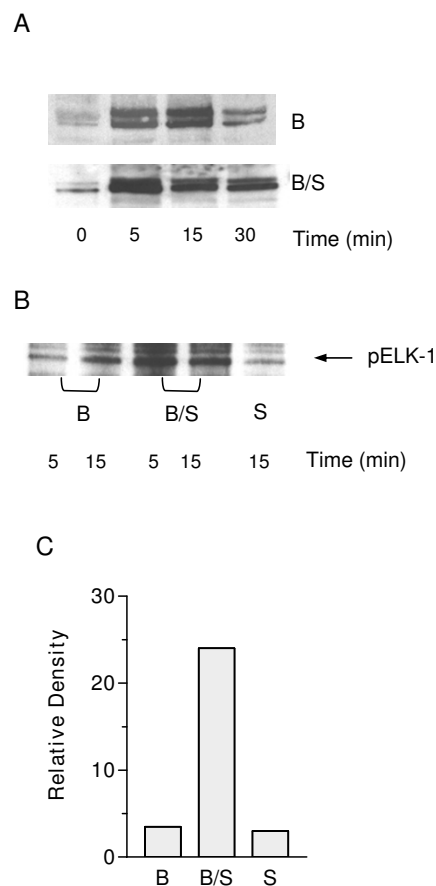 A
B
B/S
0 5 15 30 Time (min)
B
pELK-1
B B/S S
5 15 5 15 15 Time (min)
C
30
20
10
0
Relative Density
B B/S S